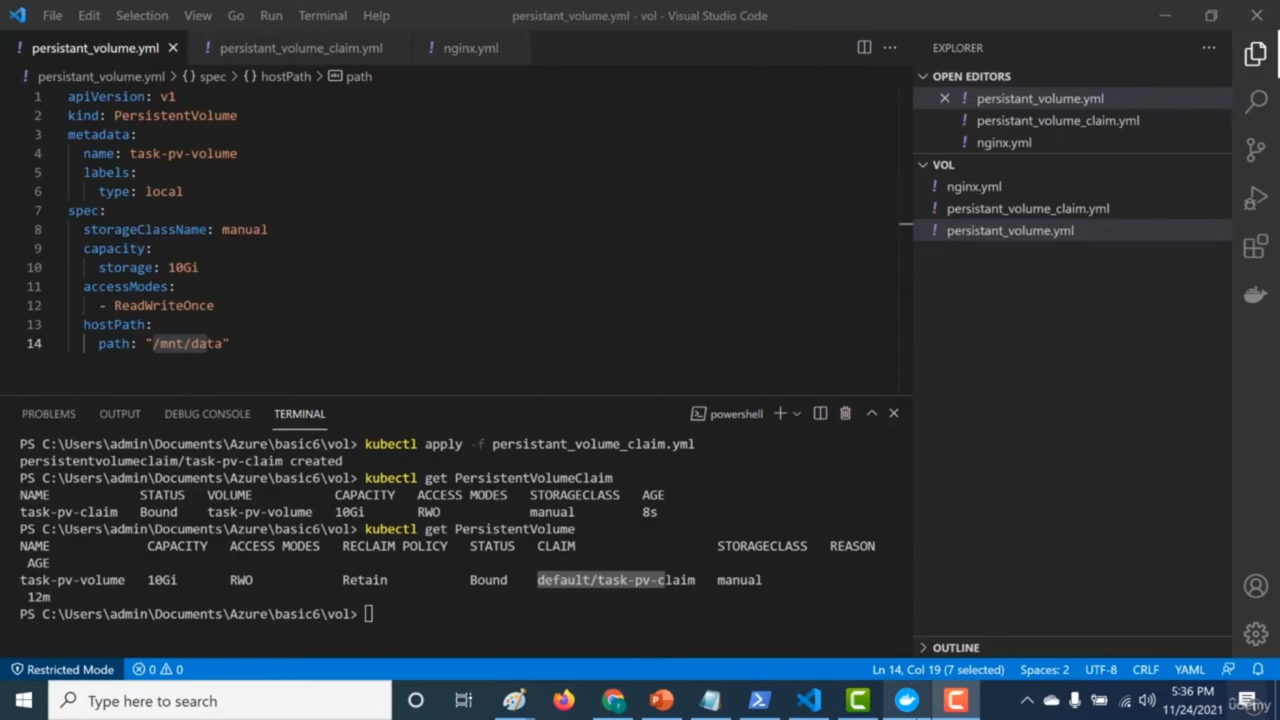 File Edit Selection View Go Run Terminal Help persistant_volume.yml - vol - Visual Studio Code
! persistant_volume.yml ! persistant_volume_claim.yml ! nginx.yml
! persistant_volume.yml > {} spec > {} hostPath > path
1 apiVersion: v1
2 kind: PersistentVolume
3 metadata:
4 name: task-pv-volume
5 labels:
6 type: local
7 spec:
8 storageClassName: manual
9 capacity:
10 storage: 10Gi
11 accessModes:
12 - ReadWriteOnce
13 hostPath:
14 path: "/mnt/data"
EXPLORER
OPEN EDITORS
! persistant_volume.yml
! persistant_volume_claim.yml
! nginx.yml
VOL
! nginx.yml
! persistant_volume_claim.yml
! persistant_volume.yml
OUTLINE
PROBLEMS OUTPUT DEBUG CONSOLE TERMINAL powershell
PS C:\Users\admin\Documents\Azure\basic6\vol> kubectl apply -f persistant_volume_claim.yml
persistentvolumeclaim/task-pv-claim created
PS C:\Users\admin\Documents\Azure\basic6\vol> kubectl get PersistentVolumeClaim
NAME STATUS VOLUME CAPACITY ACCESS MODES STORAGECLASS AGE
task-pv-claim Bound task-pv-volume 10Gi RWO manual 8s
PS C:\Users\admin\Documents\Azure\basic6\vol> kubectl get PersistentVolume
NAME CAPACITY ACCESS MODES RECLAIM POLICY STATUS CLAIM STORAGECLASS REASON
AGE
task-pv-volume 10Gi RWO Retain Bound default/task-pv-claim manual
12m
PS C:\Users\admin\Documents\Azure\basic6\vol>
Restricted Mode 0 0 Ln 14, Col 19 (7 selected) Spaces: 2 UTF-8 CRLF YAML
Type here to search
5:36 PM
11/24/2021
udemy